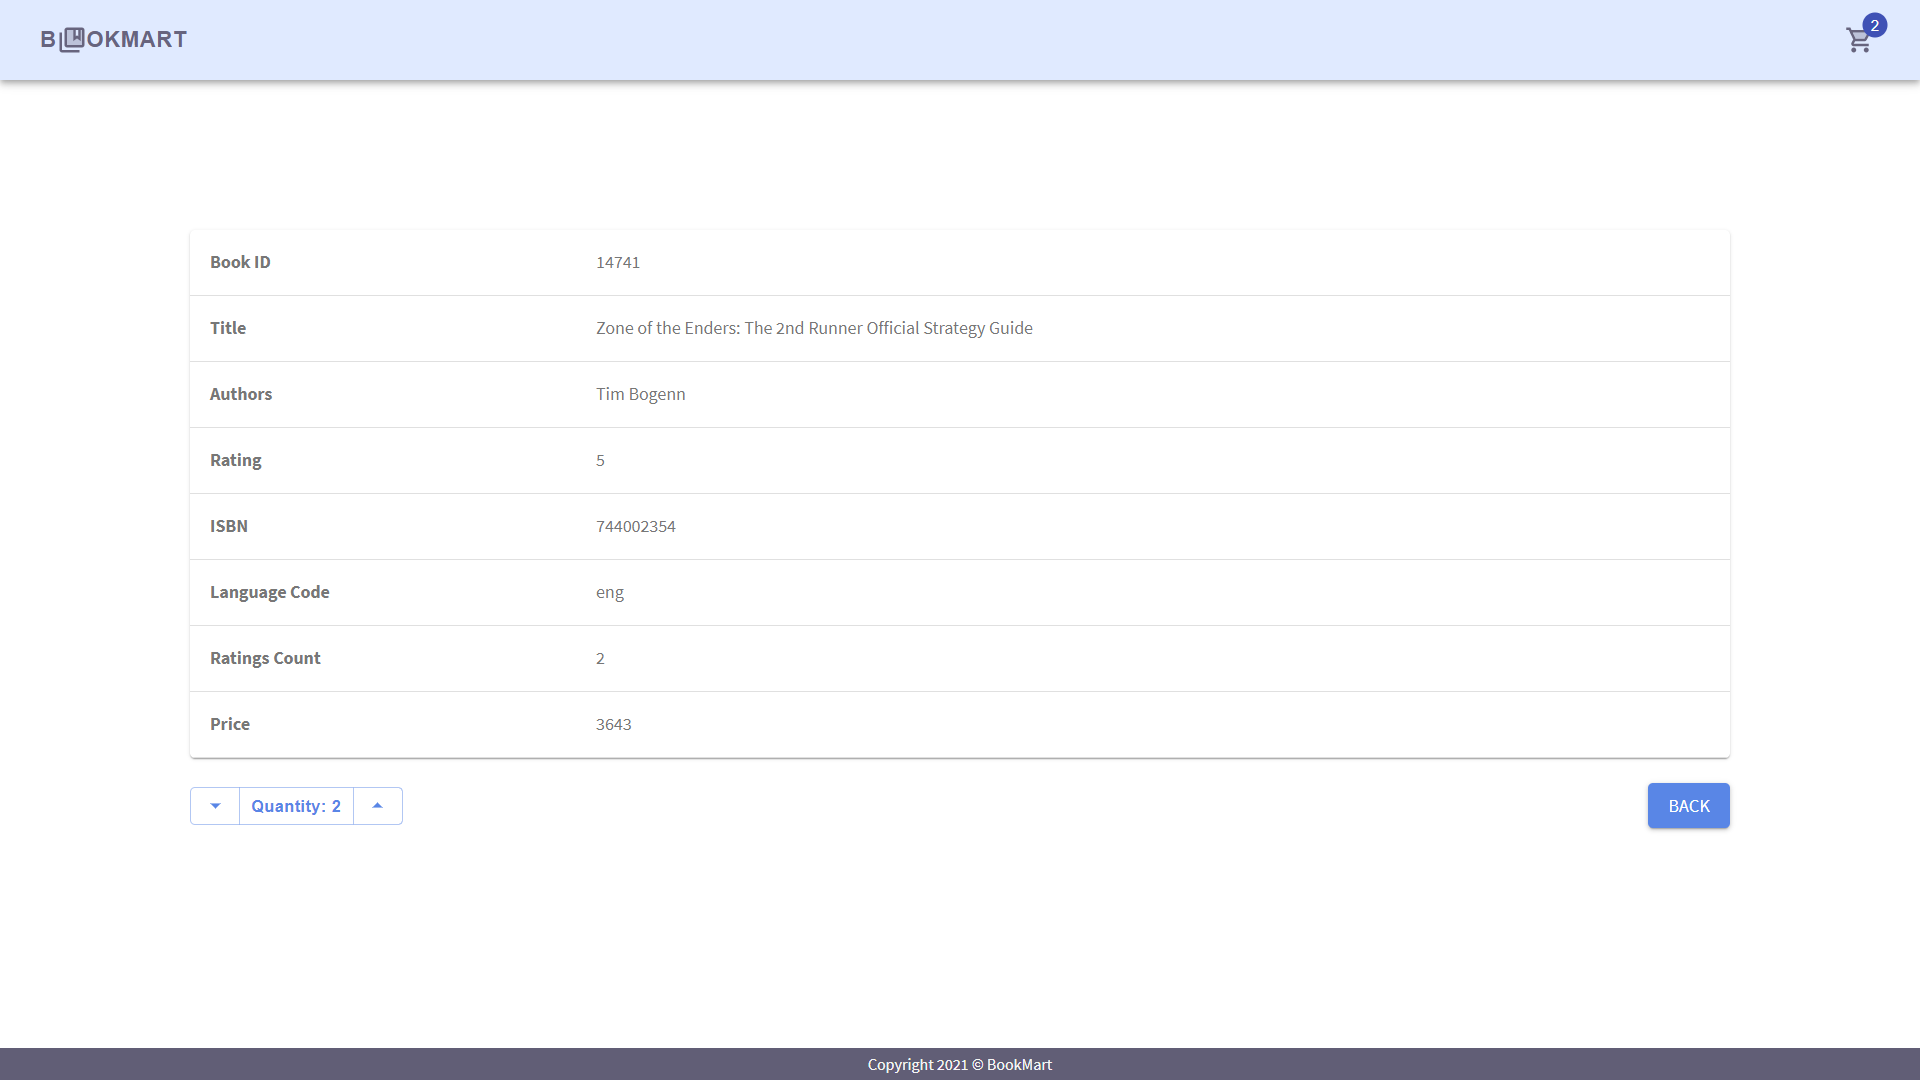 BOOKMART
2
Book ID 14741
Title Zone of the Enders: The 2nd Runner Official Strategy Guide
Authors Tim Bogenn
Rating 5
ISBN 744002354
Language Code eng
Ratings Count 2
Price 3643
Quantity: 2 BACK
Copyright 2021 © BookMart